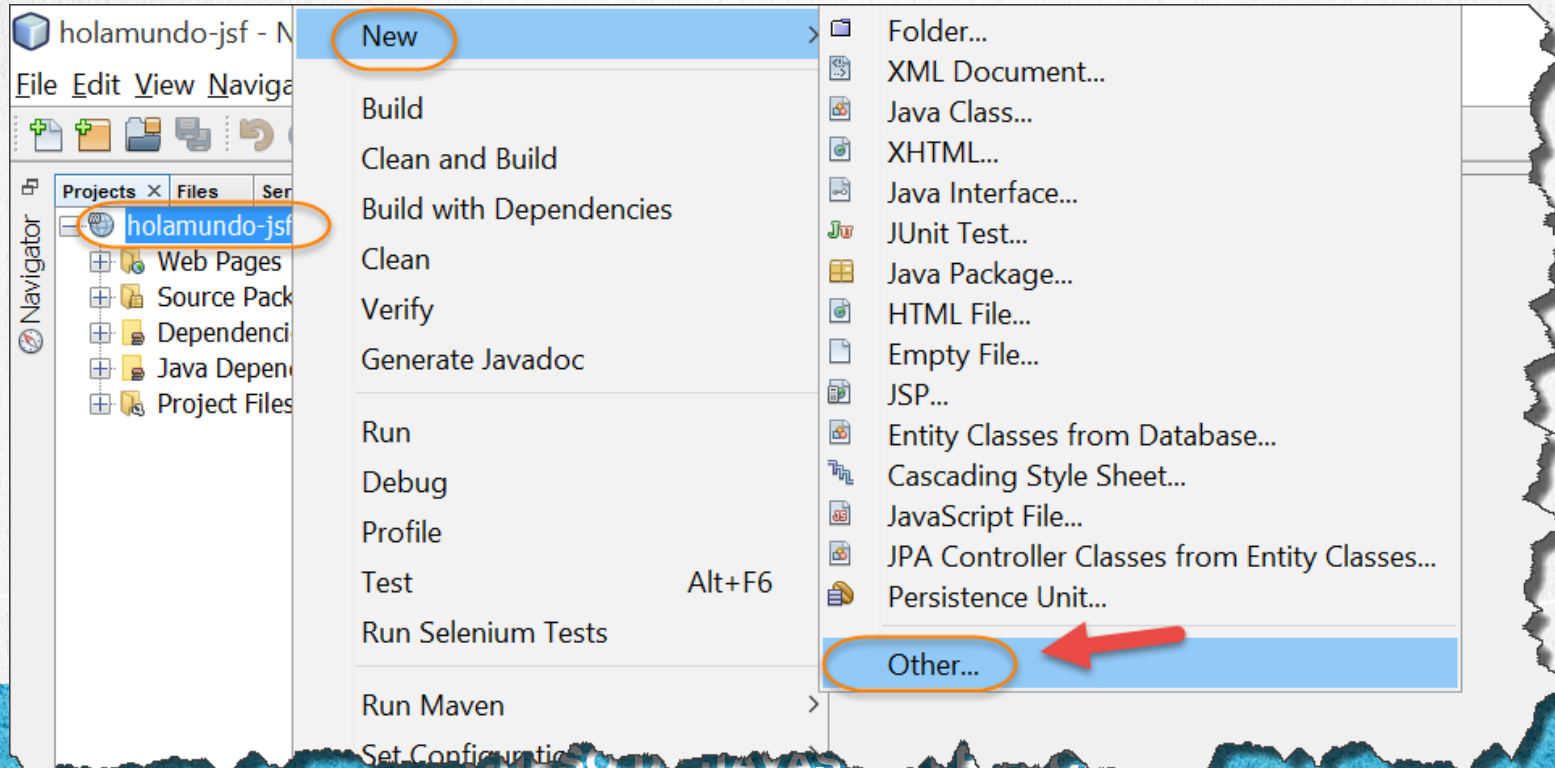 holamundo-jsf - N
File Edit View Naviga
Projects Files Ser
Navigator
holamundo-jsf
Web Pages
Source Pack
Dependenci
Java Depen
Project Files
New
Build
Clean and Build
Build with Dependencies
Clean
Verify
Generate Javadoc
Run
Debug
Profile
Test Alt+F6
Run Selenium Tests
Run Maven
Set Configuratio
Folder...
XML Document...
Java Class...
XHTML...
Java Interface...
JUnit Test...
Java Package...
HTML File...
Empty File...
JSP...
Entity Classes from Database...
Cascading Style Sheet...
JavaScript File...
JPA Controller Classes from Entity Classes...
Persistence Unit...
Other...